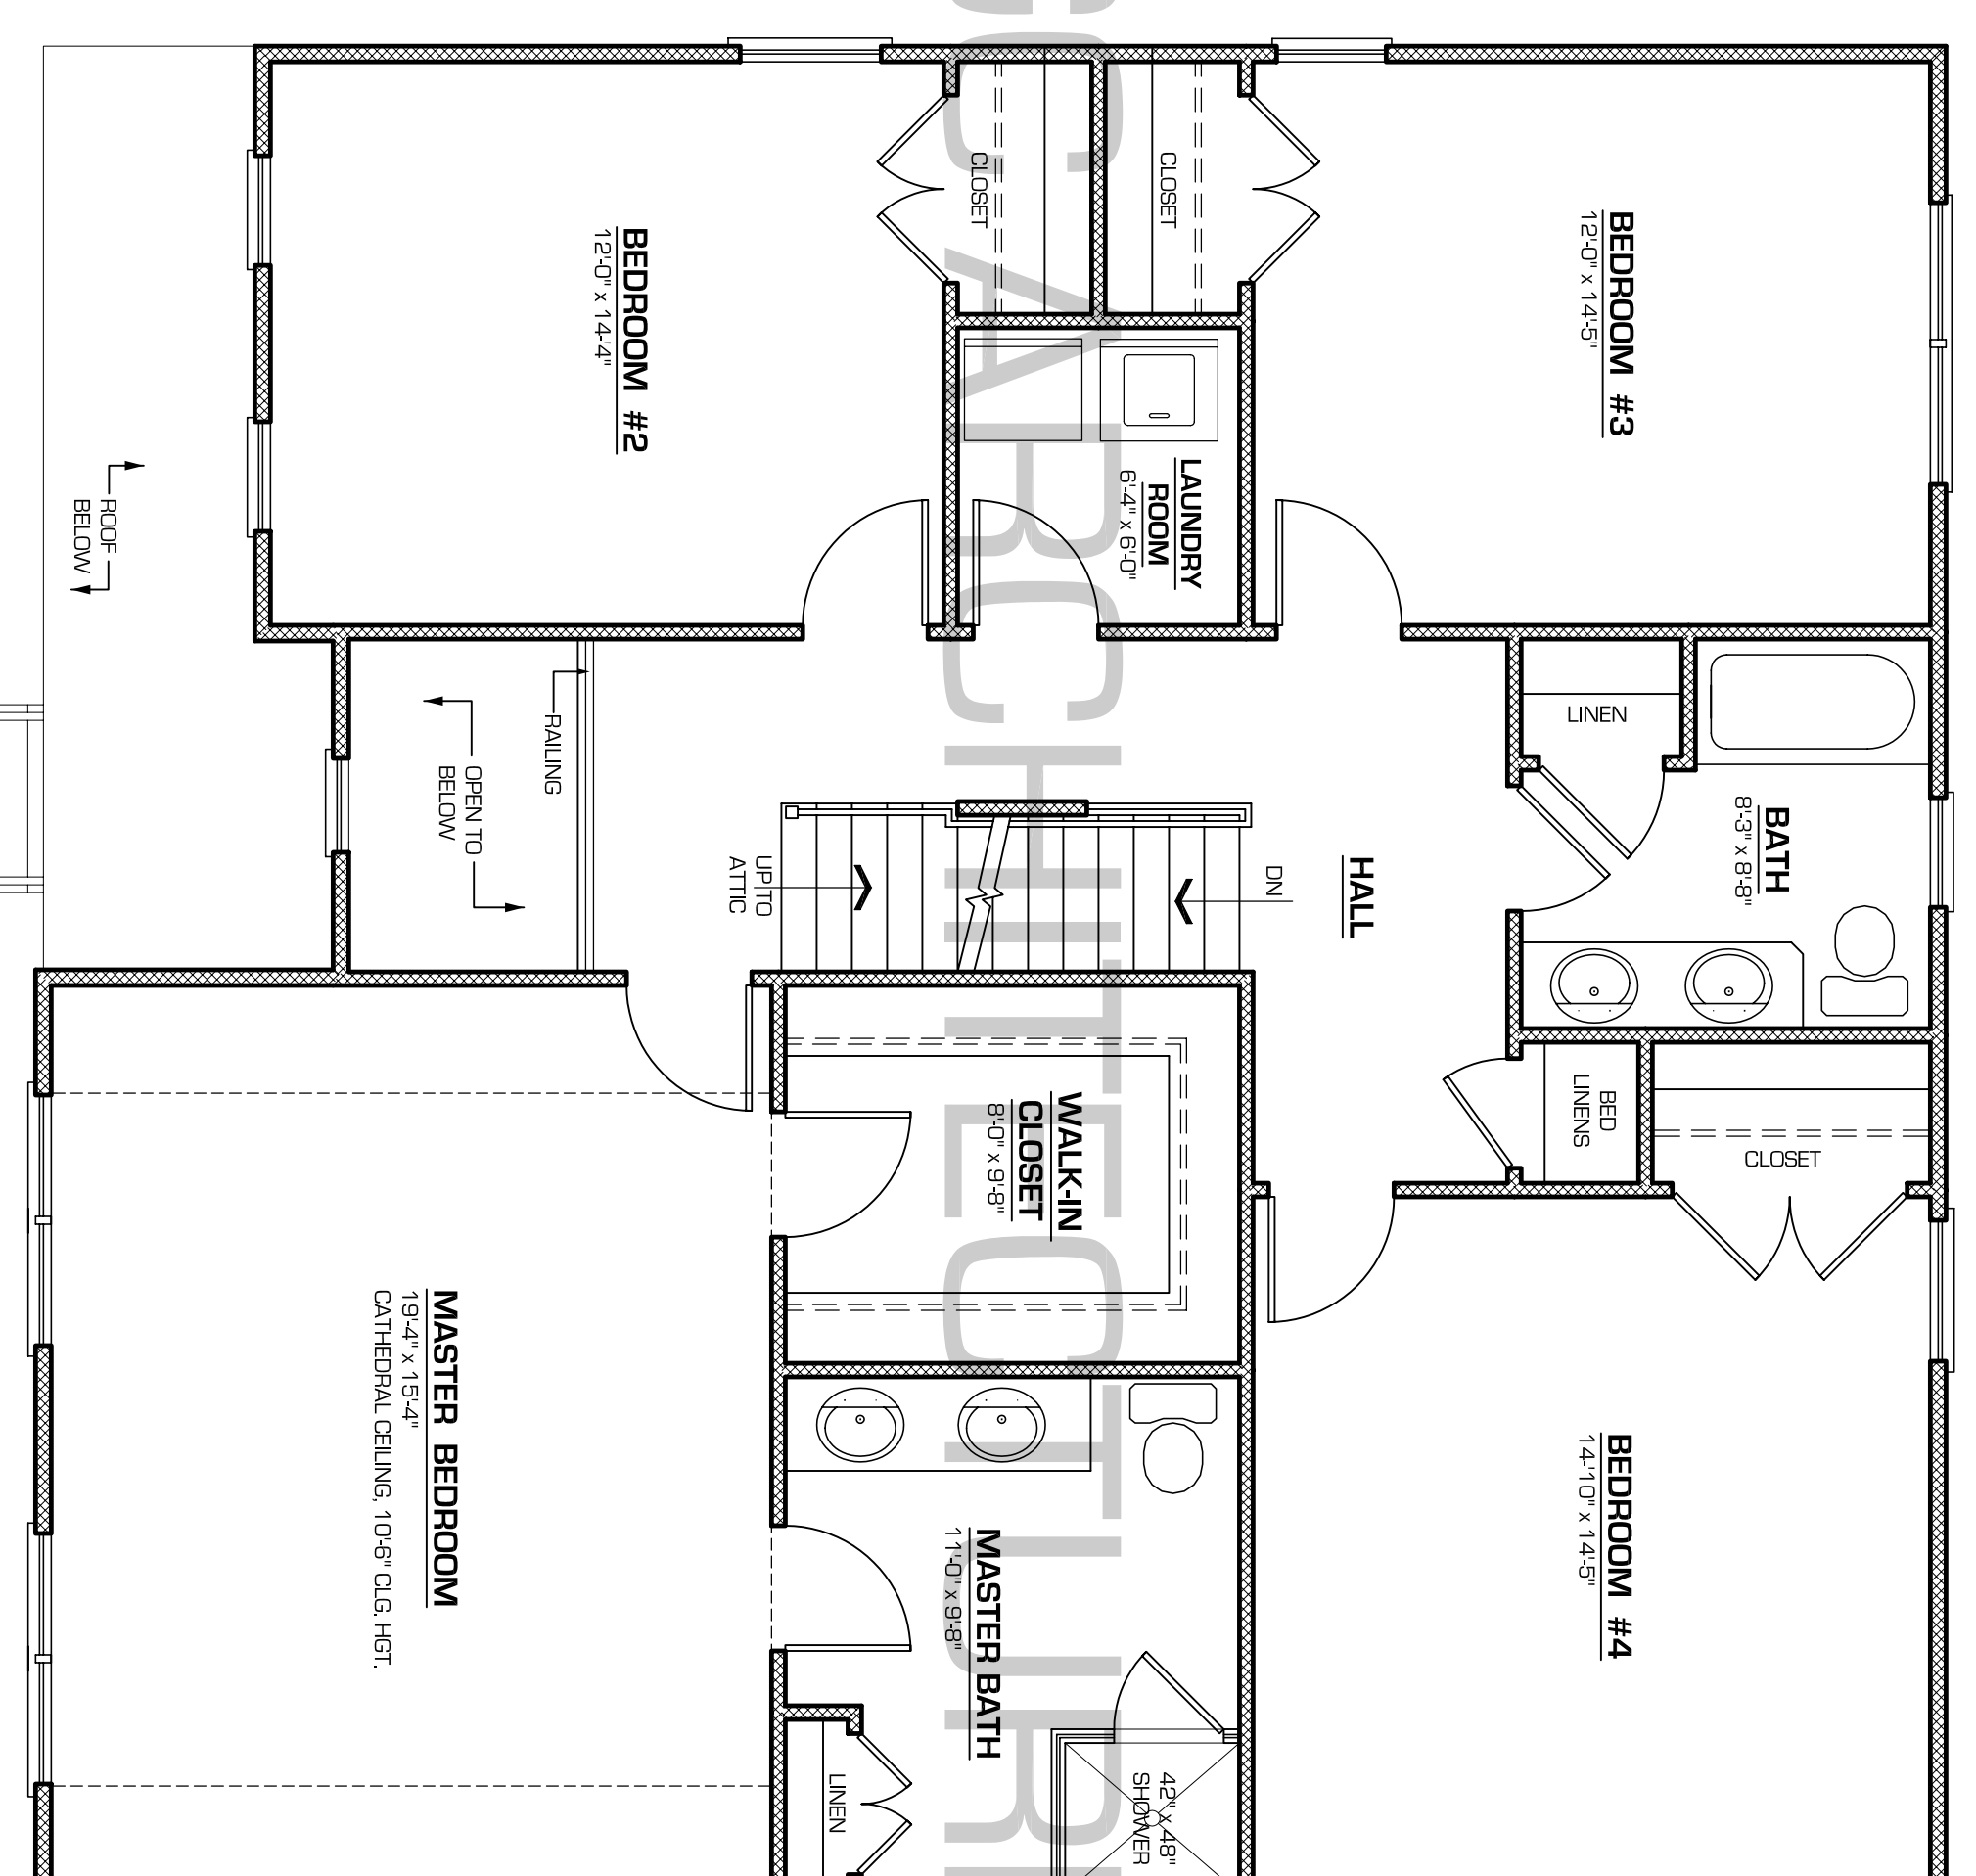 BEDROOM #3
12'-0" x 14'-5"
CLOSET
CLOSET
BEDROOM #2
12'-0" x 14'-4"
LAUNDRY
ROOM
6'-4" x 6'-0"
ROOF
BELOW
LINEN
BATH
8'-3" x 8'-8"
HALL
DN
UP TO
ATTIC
RAILING
OPEN TO
BELOW
BED
LINENS
CLOSET
WALK-IN
CLOSET
8'-0" x 9'-8"
BEDROOM #4
14'-10" x 14'-5"
MASTER BEDROOM
19'-4" x 15'-4"
CATHEDRAL CEILING, 10'-6" CLG. HGT.
MASTER BATH
11'-0" x 9'-8"
LINEN
42" x 48"
SHOWER